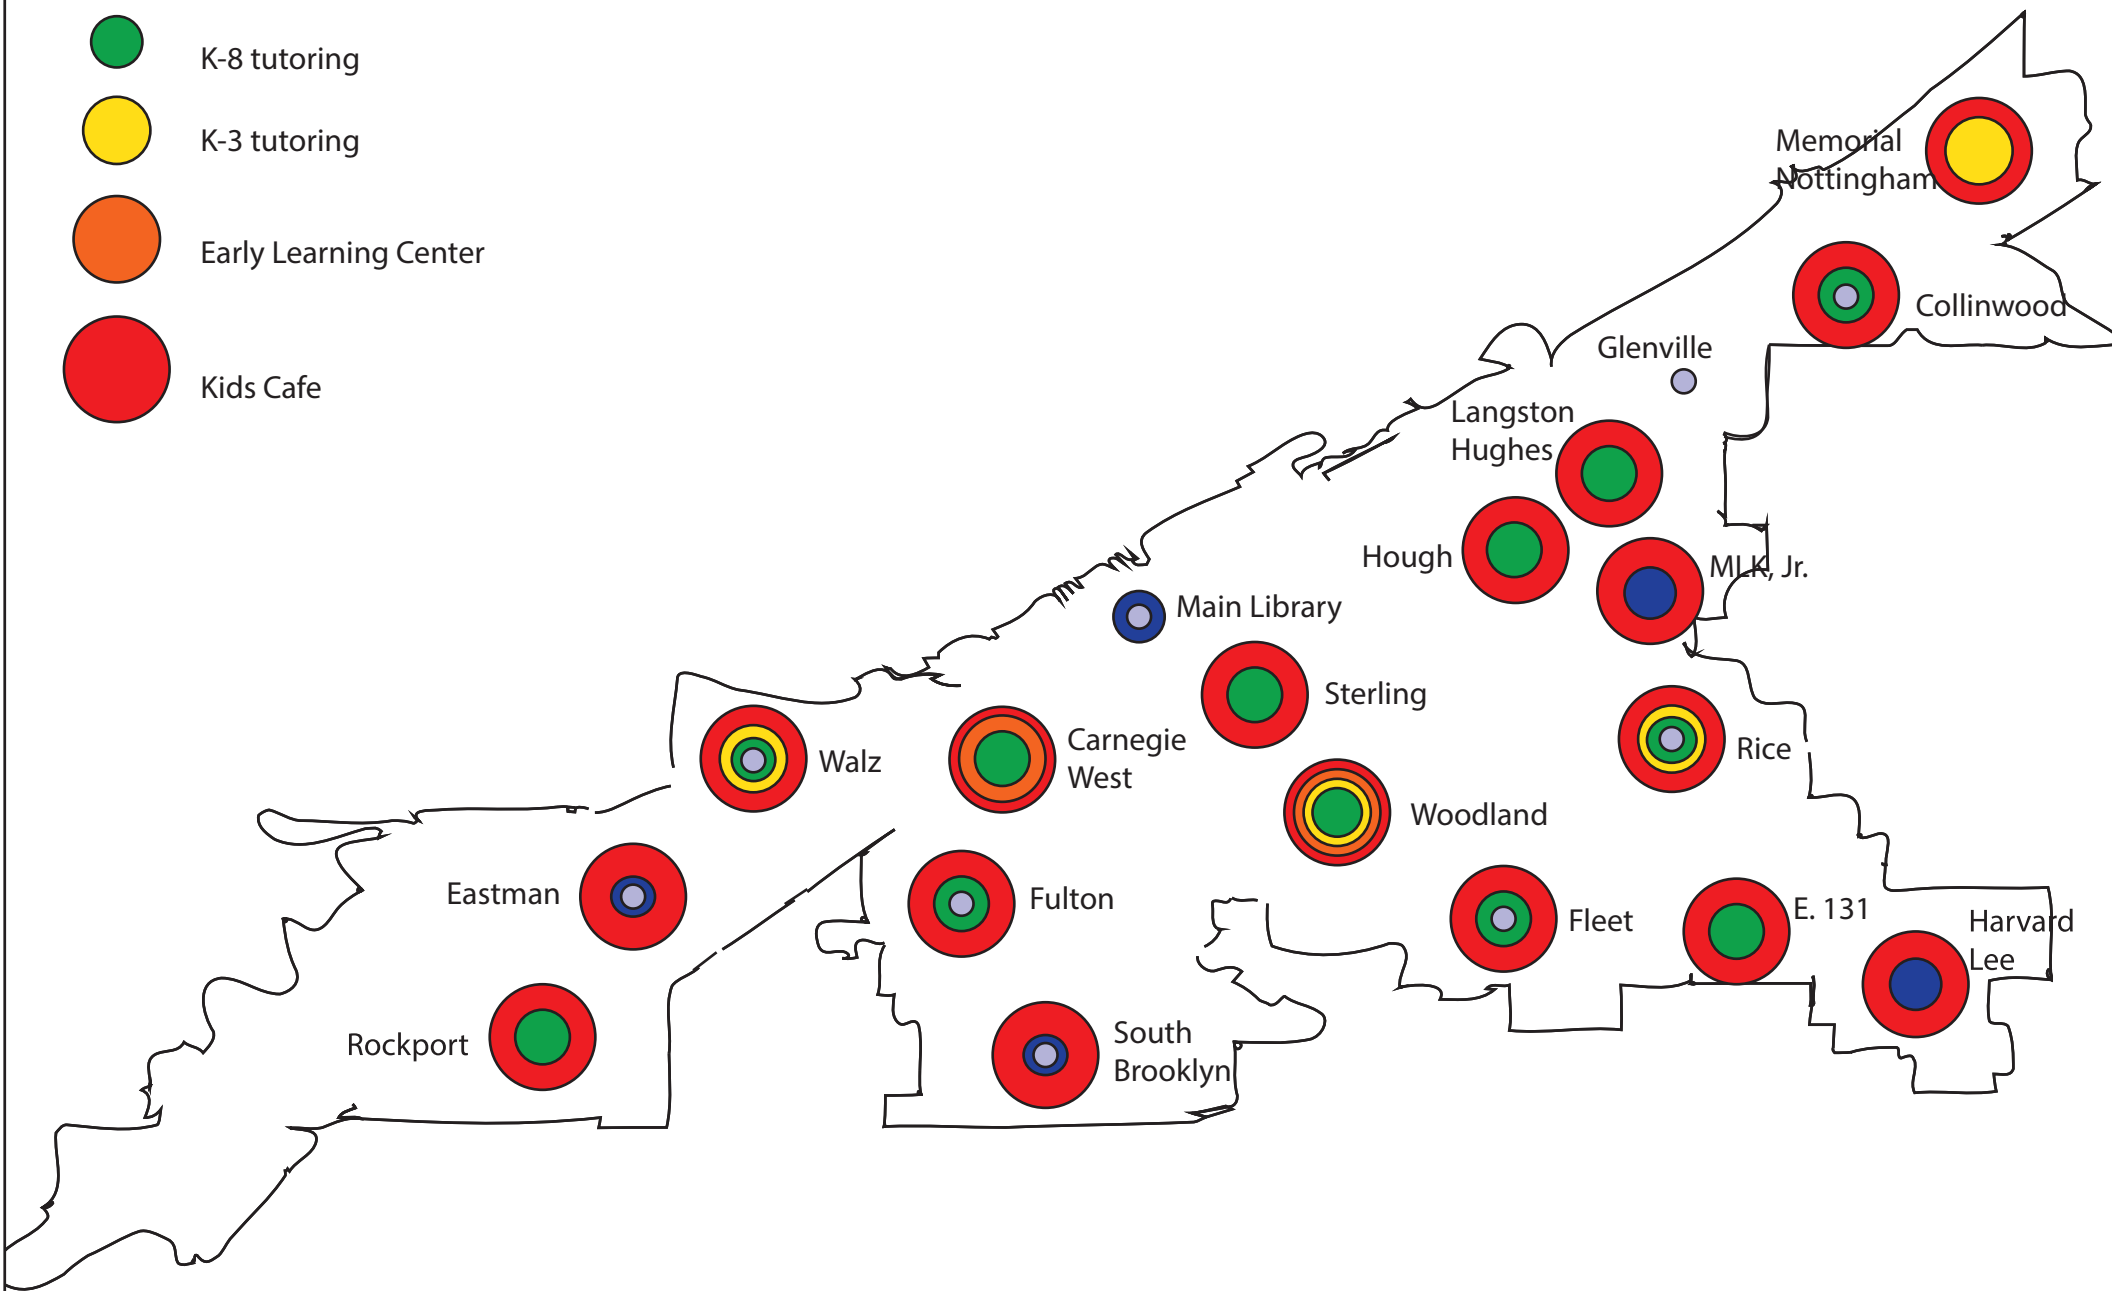 K-8 tutoring
K-3 tutoring
Early Learning Center
Kids Cafe
Memorial
Nottingham
Collinwood
Glenville
Langston
Hughes
Hough
MLK, Jr.
Main Library
Sterling
Carnegie
West
Walz
Rice
Woodland
Eastman
Fulton
Fleet
E. 131
Harvard
Lee
Rockport
South
Brooklyn